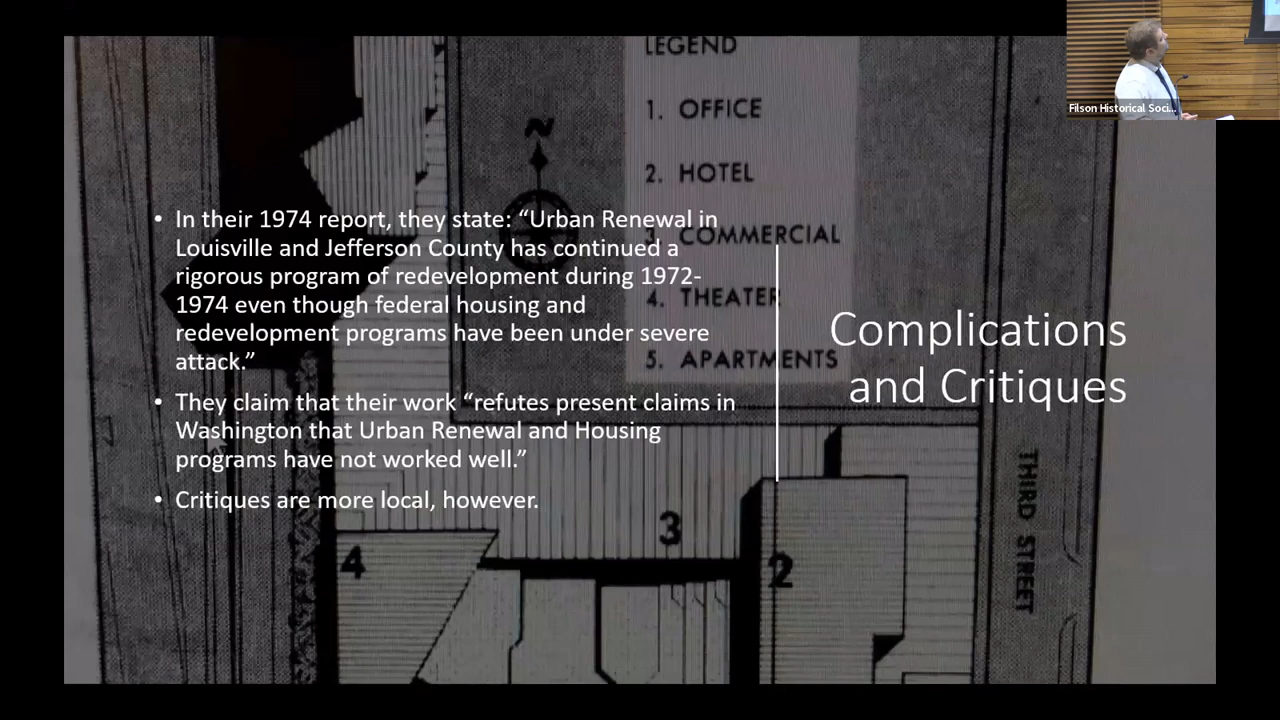 Filson Historical Soci...
LEGEND
N
1. OFFICE
2. HOTEL
3. COMMERCIAL
4. THEATER
5. APARTMENTS
• In their 1974 report, they state: “Urban Renewal in
Louisville and Jefferson County has continued a
rigorous program of redevelopment during 1972-
1974 even though federal housing and
redevelopment programs have been under severe
attack.”
• They claim that their work “refutes present claims in
Washington that Urban Renewal and Housing
programs have not worked well.”
• Critiques are more local, however.
Complications
and Critiques
THIRD STREET
3
4
2